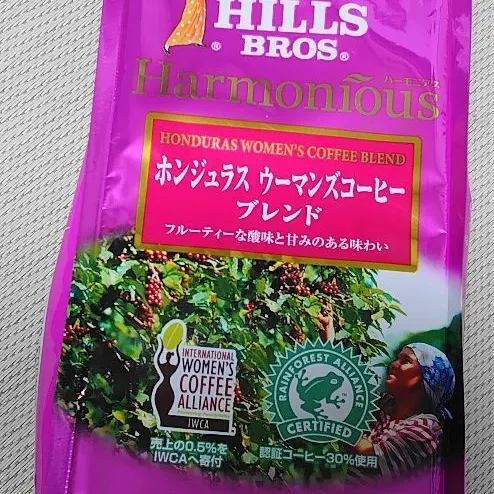 HILLS
® BROS® ™
ハーモニアス
Harmonious
HONDURAS WOMEN'S COFFEE BLEND
ホンジュラス ウーマンズコーヒー
ブレンド
フルーティーな酸味と甘みのある味わい
INTERNATIONAL
WOMEN'S
COFFEE
ALLIANCE
IWCA
売上の0.5%を
IWCAへ寄付
RAINFOREST ALLIANCE
CERTIFIED
認証コーヒー30%使用